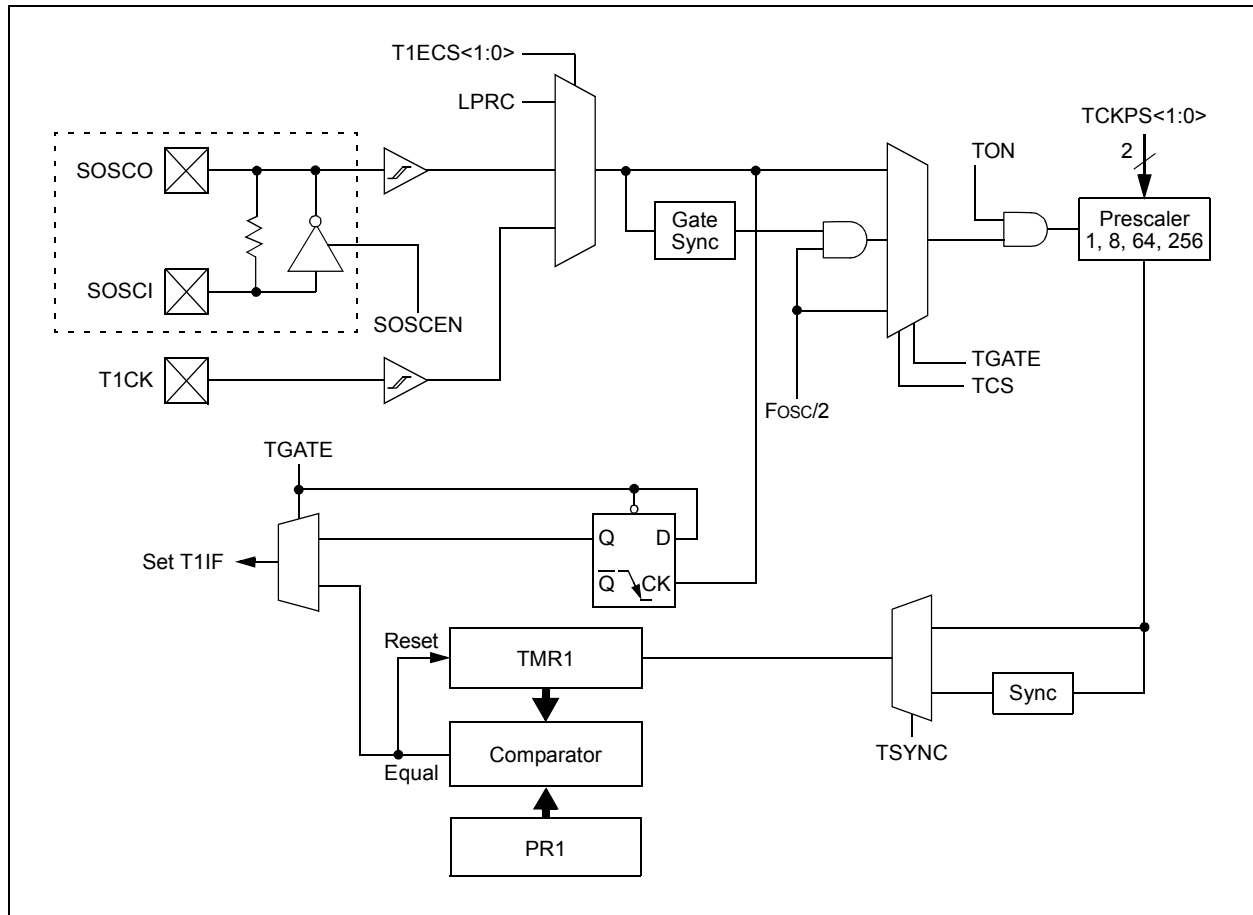 T1ECS<1:0>
LPRC
SOSCO
SOSCI
SOSCEN
T1CK
Gate
Sync
TON
TCKPS<1:0>
2
Prescaler
1, 8, 64, 256
TGATE
TCS
FOSC/2
TGATE
Set T1IF
Q
D
Q
CK
Reset
TMR1
Equal
Comparator
PR1
Sync
TSYNC